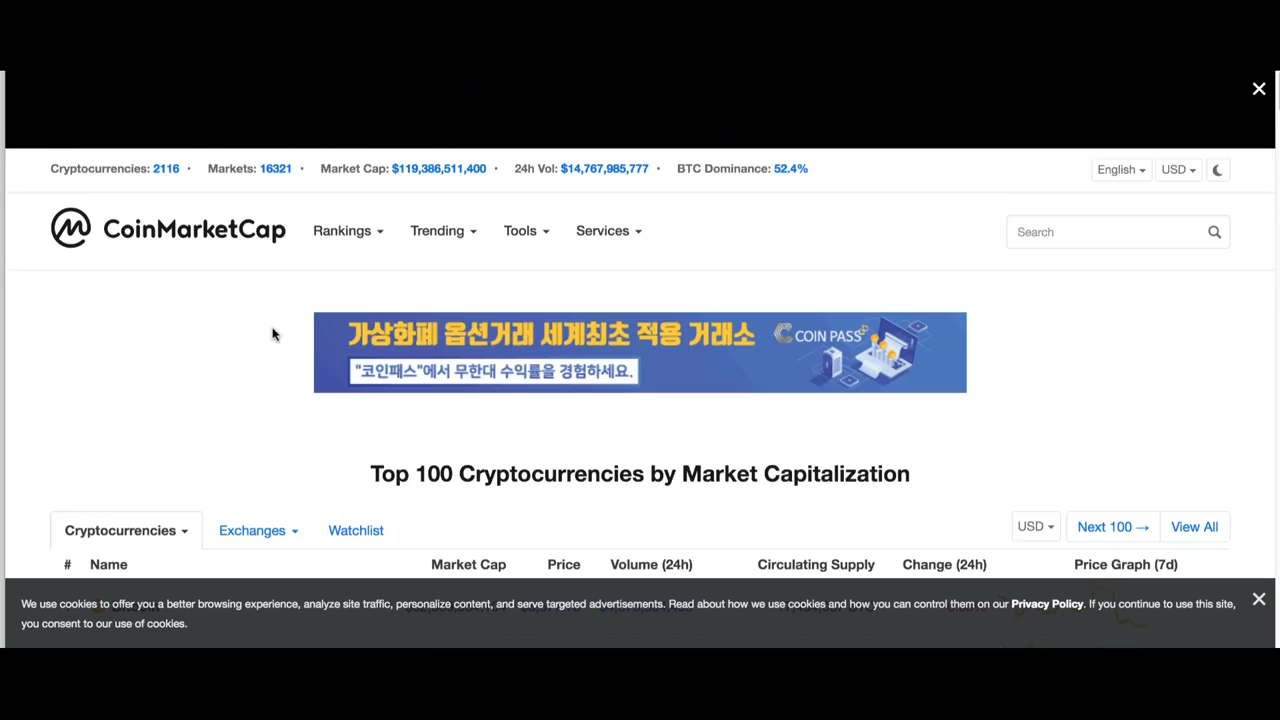 Cryptocurrencies: 2116 • Markets: 16321 • Market Cap: $119,386,511,400 • 24h Vol: $14,767,985,777 • BTC Dominance: 52.4% English USD
CoinMarketCap Rankings Trending Tools Services Search
가상화폐 옵션거래 세계최초 적용 거래소 COIN PASS
"코인패스"에서 무한대 수익률을 경험하세요.
Top 100 Cryptocurrencies by Market Capitalization
Cryptocurrencies Exchanges Watchlist USD Next 100 → View All
# Name Market Cap Price Volume (24h) Circulating Supply Change (24h) Price Graph (7d)
We use cookies to offer you a better browsing experience, analyze site traffic, personalize content, and serve targeted advertisements. Read about how we use cookies and how you can control them on our Privacy Policy. If you continue to use this site,
you consent to our use of cookies.